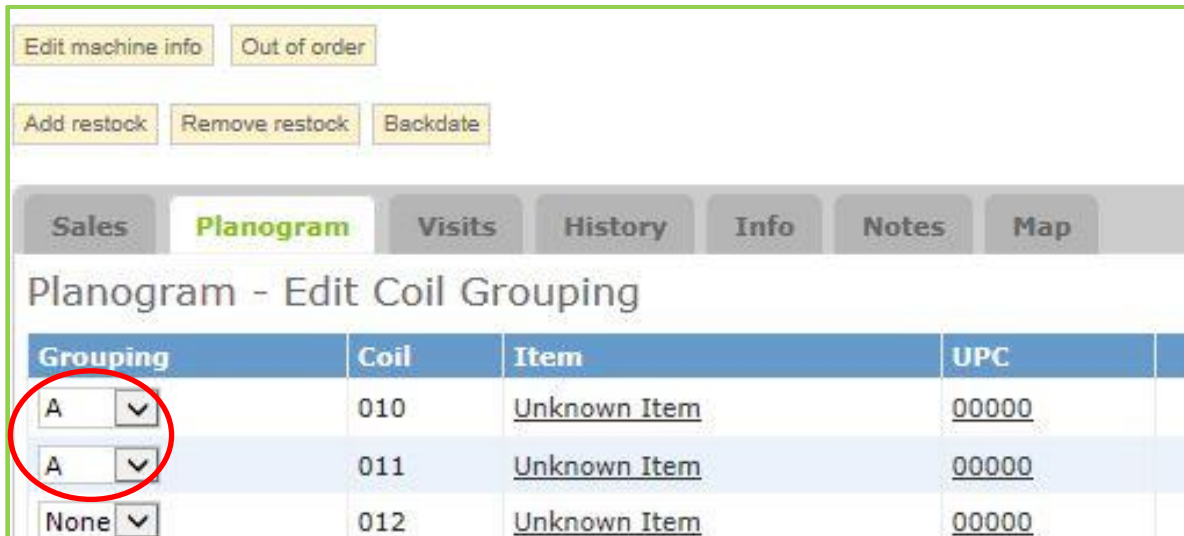 Edit machine info Out of order
Add restock Remove restock Backdate
Sales Planogram Visits History Info Notes Map
Planogram - Edit Coil Grouping
Grouping Coil Item UPC
A 010 Unknown Item 00000
A 011 Unknown Item 00000
None 012 Unknown Item 00000